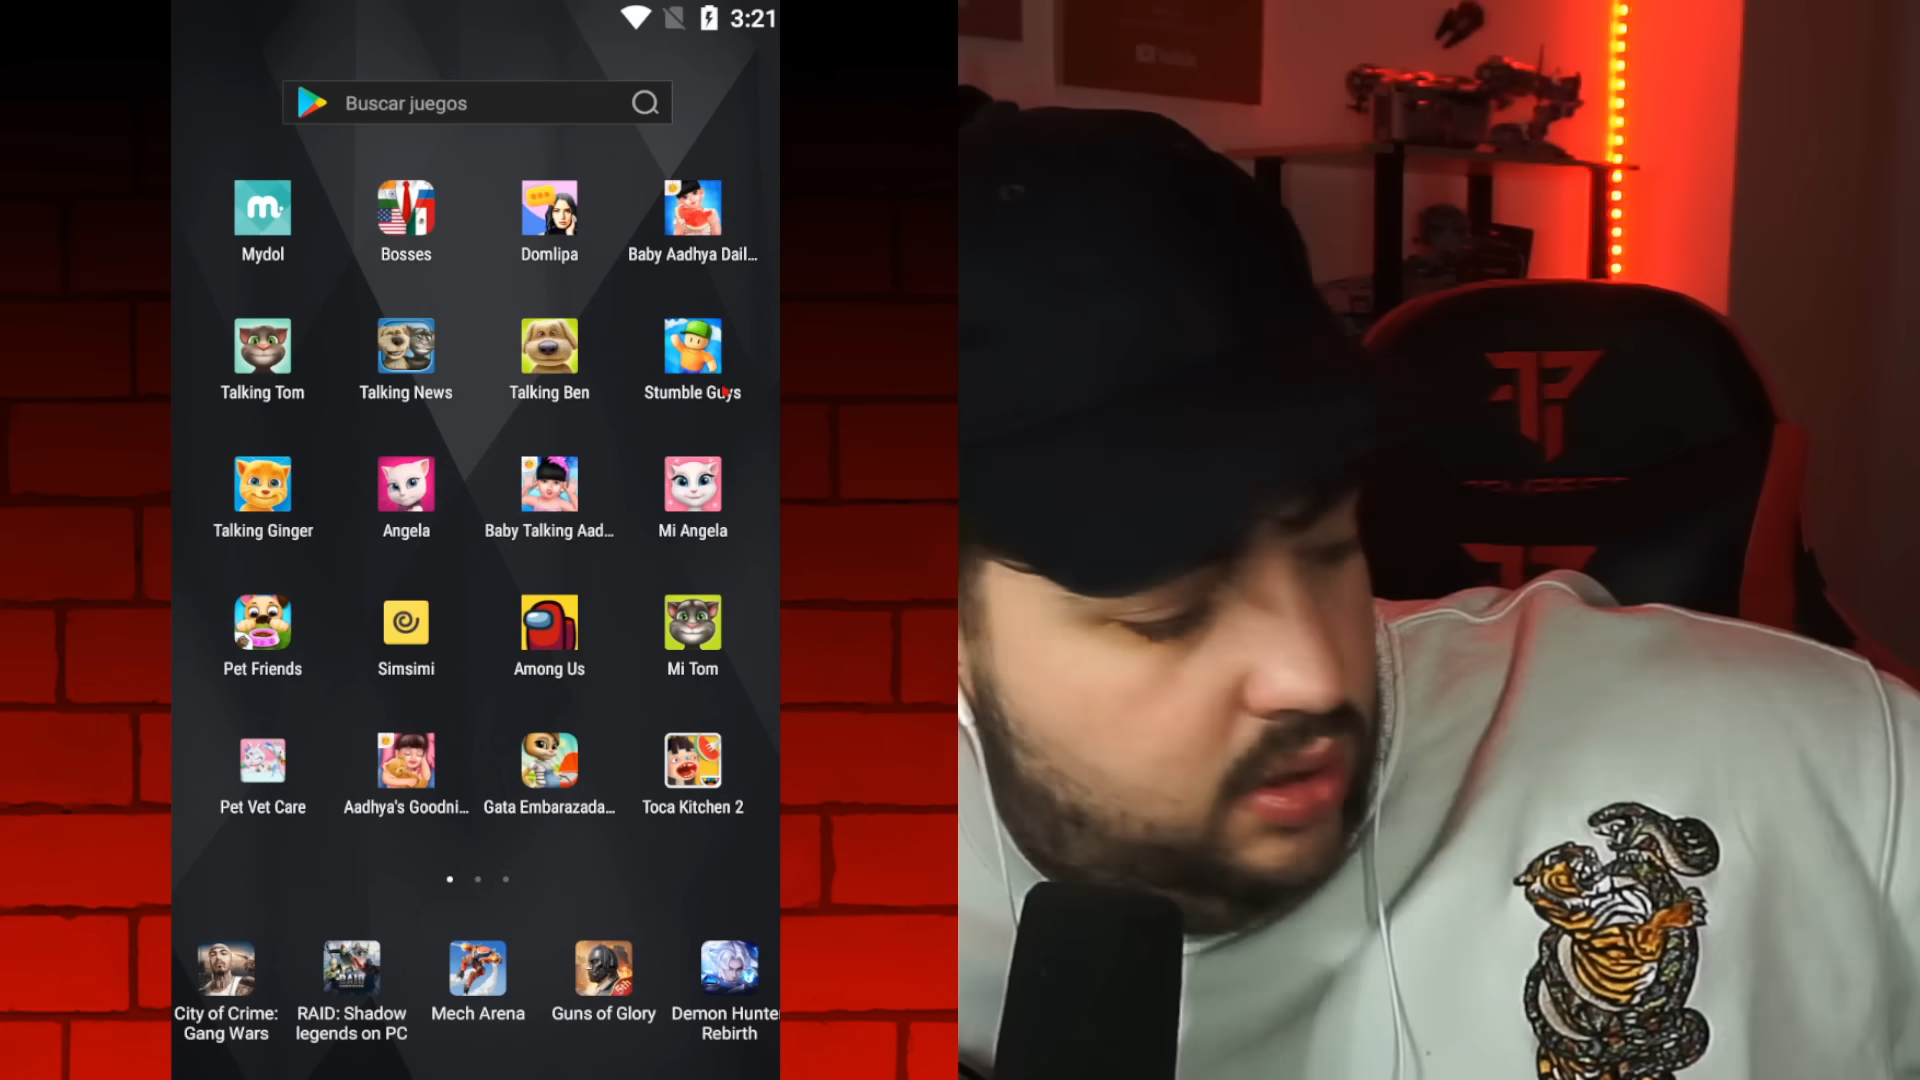 3:21
Buscar juegos
Mydol
Bosses
Domlipa
Baby Aadhya Dail...
Talking Tom
Talking News
Talking Ben
Stumble Guys
Talking Ginger
Angela
Baby Talking Aad...
Mi Angela
Pet Friends
Simsimi
Among Us
Mi Tom
Pet Vet Care
Aadhya's Goodni...
Gata Embarazada...
Toca Kitchen 2
City of Crime:
Gang Wars
RAID: Shadow
legends on PC
Mech Arena
Guns of Glory
Demon Hunte
Rebirth